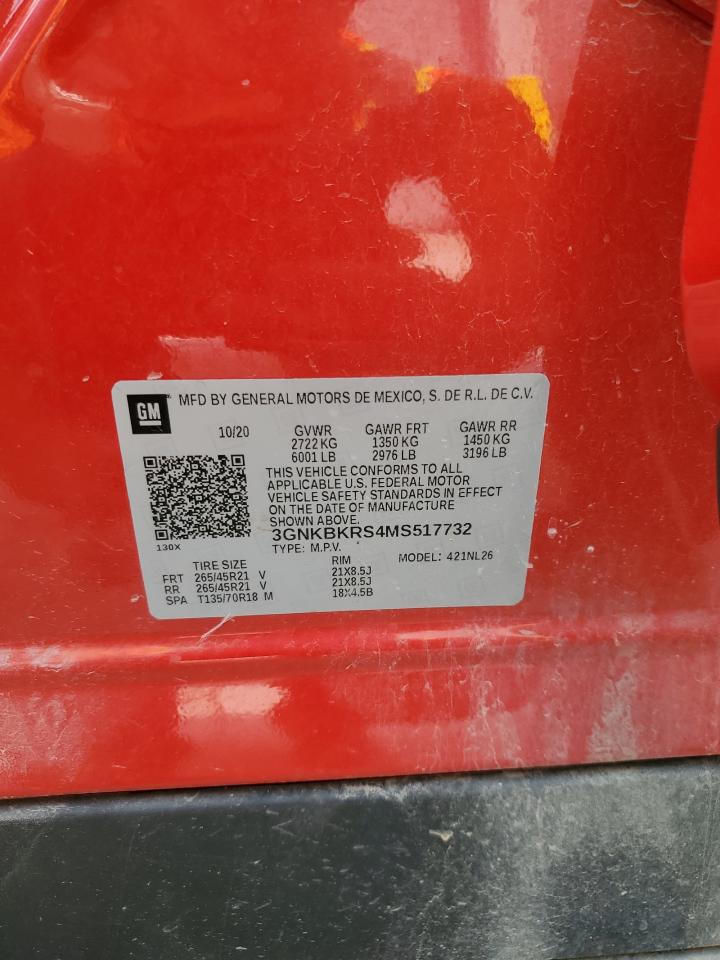 GM MFD BY GENERAL MOTORS DE MEXICO, S. DE R.L. DE C.V.
10/20 GVWR GAWR FRT GAWR RR
2722 KG 1350 KG 1450 KG
6001 LB 2976 LB 3196 LB
THIS VEHICLE CONFORMS TO ALL
APPLICABLE U.S. FEDERAL MOTOR
VEHICLE SAFETY STANDARDS IN EFFECT
ON THE DATE OF MANUFACTURE
SHOWN ABOVE.
3GNKBKRS4MS517732
130X TYPE: M.P.V. MODEL: 421NL26
TIRE SIZE RIM
FRT 265/45R21 V 21X8.5J
RR 265/45R21 V 21X8.5J
SPA T135/70R18 M 18X4.5B